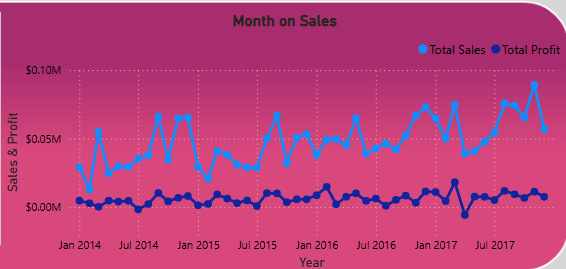 Month on Sales
Total Sales Total Profit
$0.10M
$0.05M
$0.00M
Sales & Profit
Jan 2014 Jul 2014 Jan 2015 Jul 2015 Jan 2016 Jul 2016 Jan 2017 Jul 2017
Year